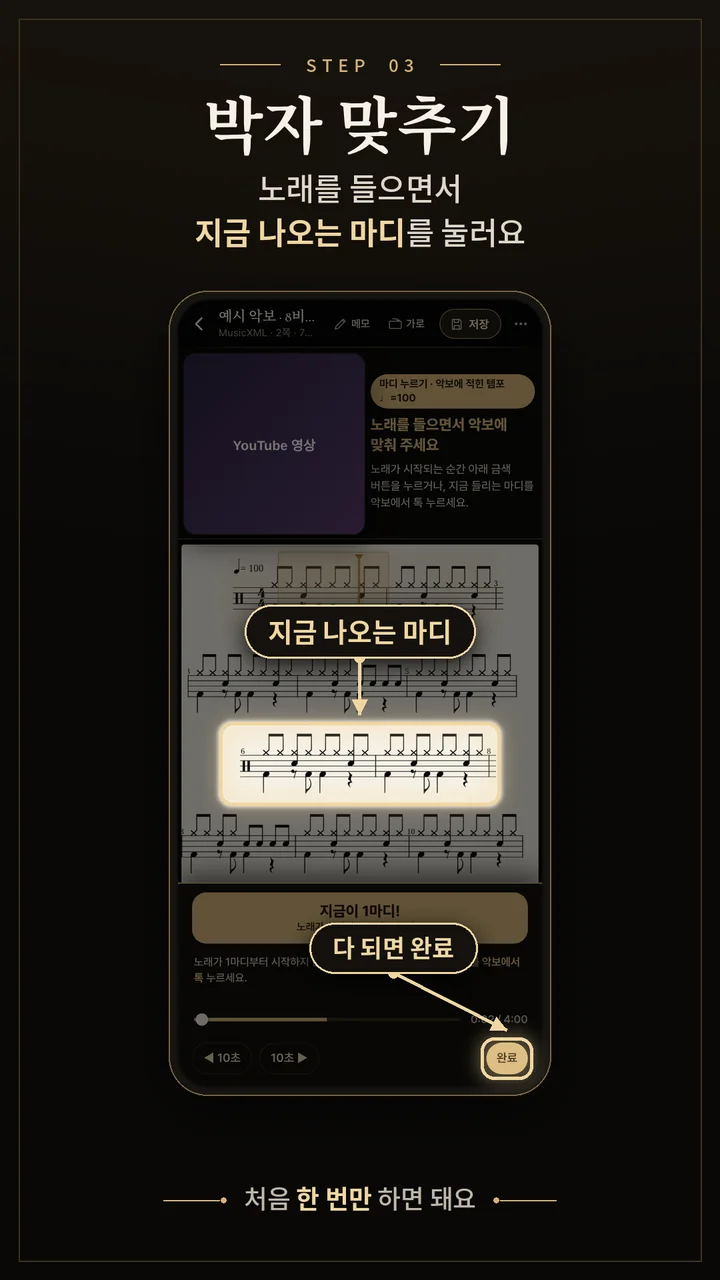 STEP 03
박자 맞추기
노래를 들으면서
지금 나오는 마디를 눌러요
예시 악보 · 8비...
MusicXML · 2쪽 · 7...
메모
가로
저장
YouTube 영상
마디 누르기 · 악보에 적힌 템포
♩=100
노래를 들으면서 악보에
맞춰 주세요
노래가 시작되는 순간 아래 금색
버튼을 누르거나, 지금 들리는 마디를
악보에서 톡 누르세요.
♩= 100
3
지금 나오는 마디
6
8
10
지금이 1마디!
다 되면 완료
노래가 1마디부터 시작하지
악보에서
톡 누르세요.
4:00
◀ 10초
10초 ▶
완료
처음 한 번만 하면 돼요